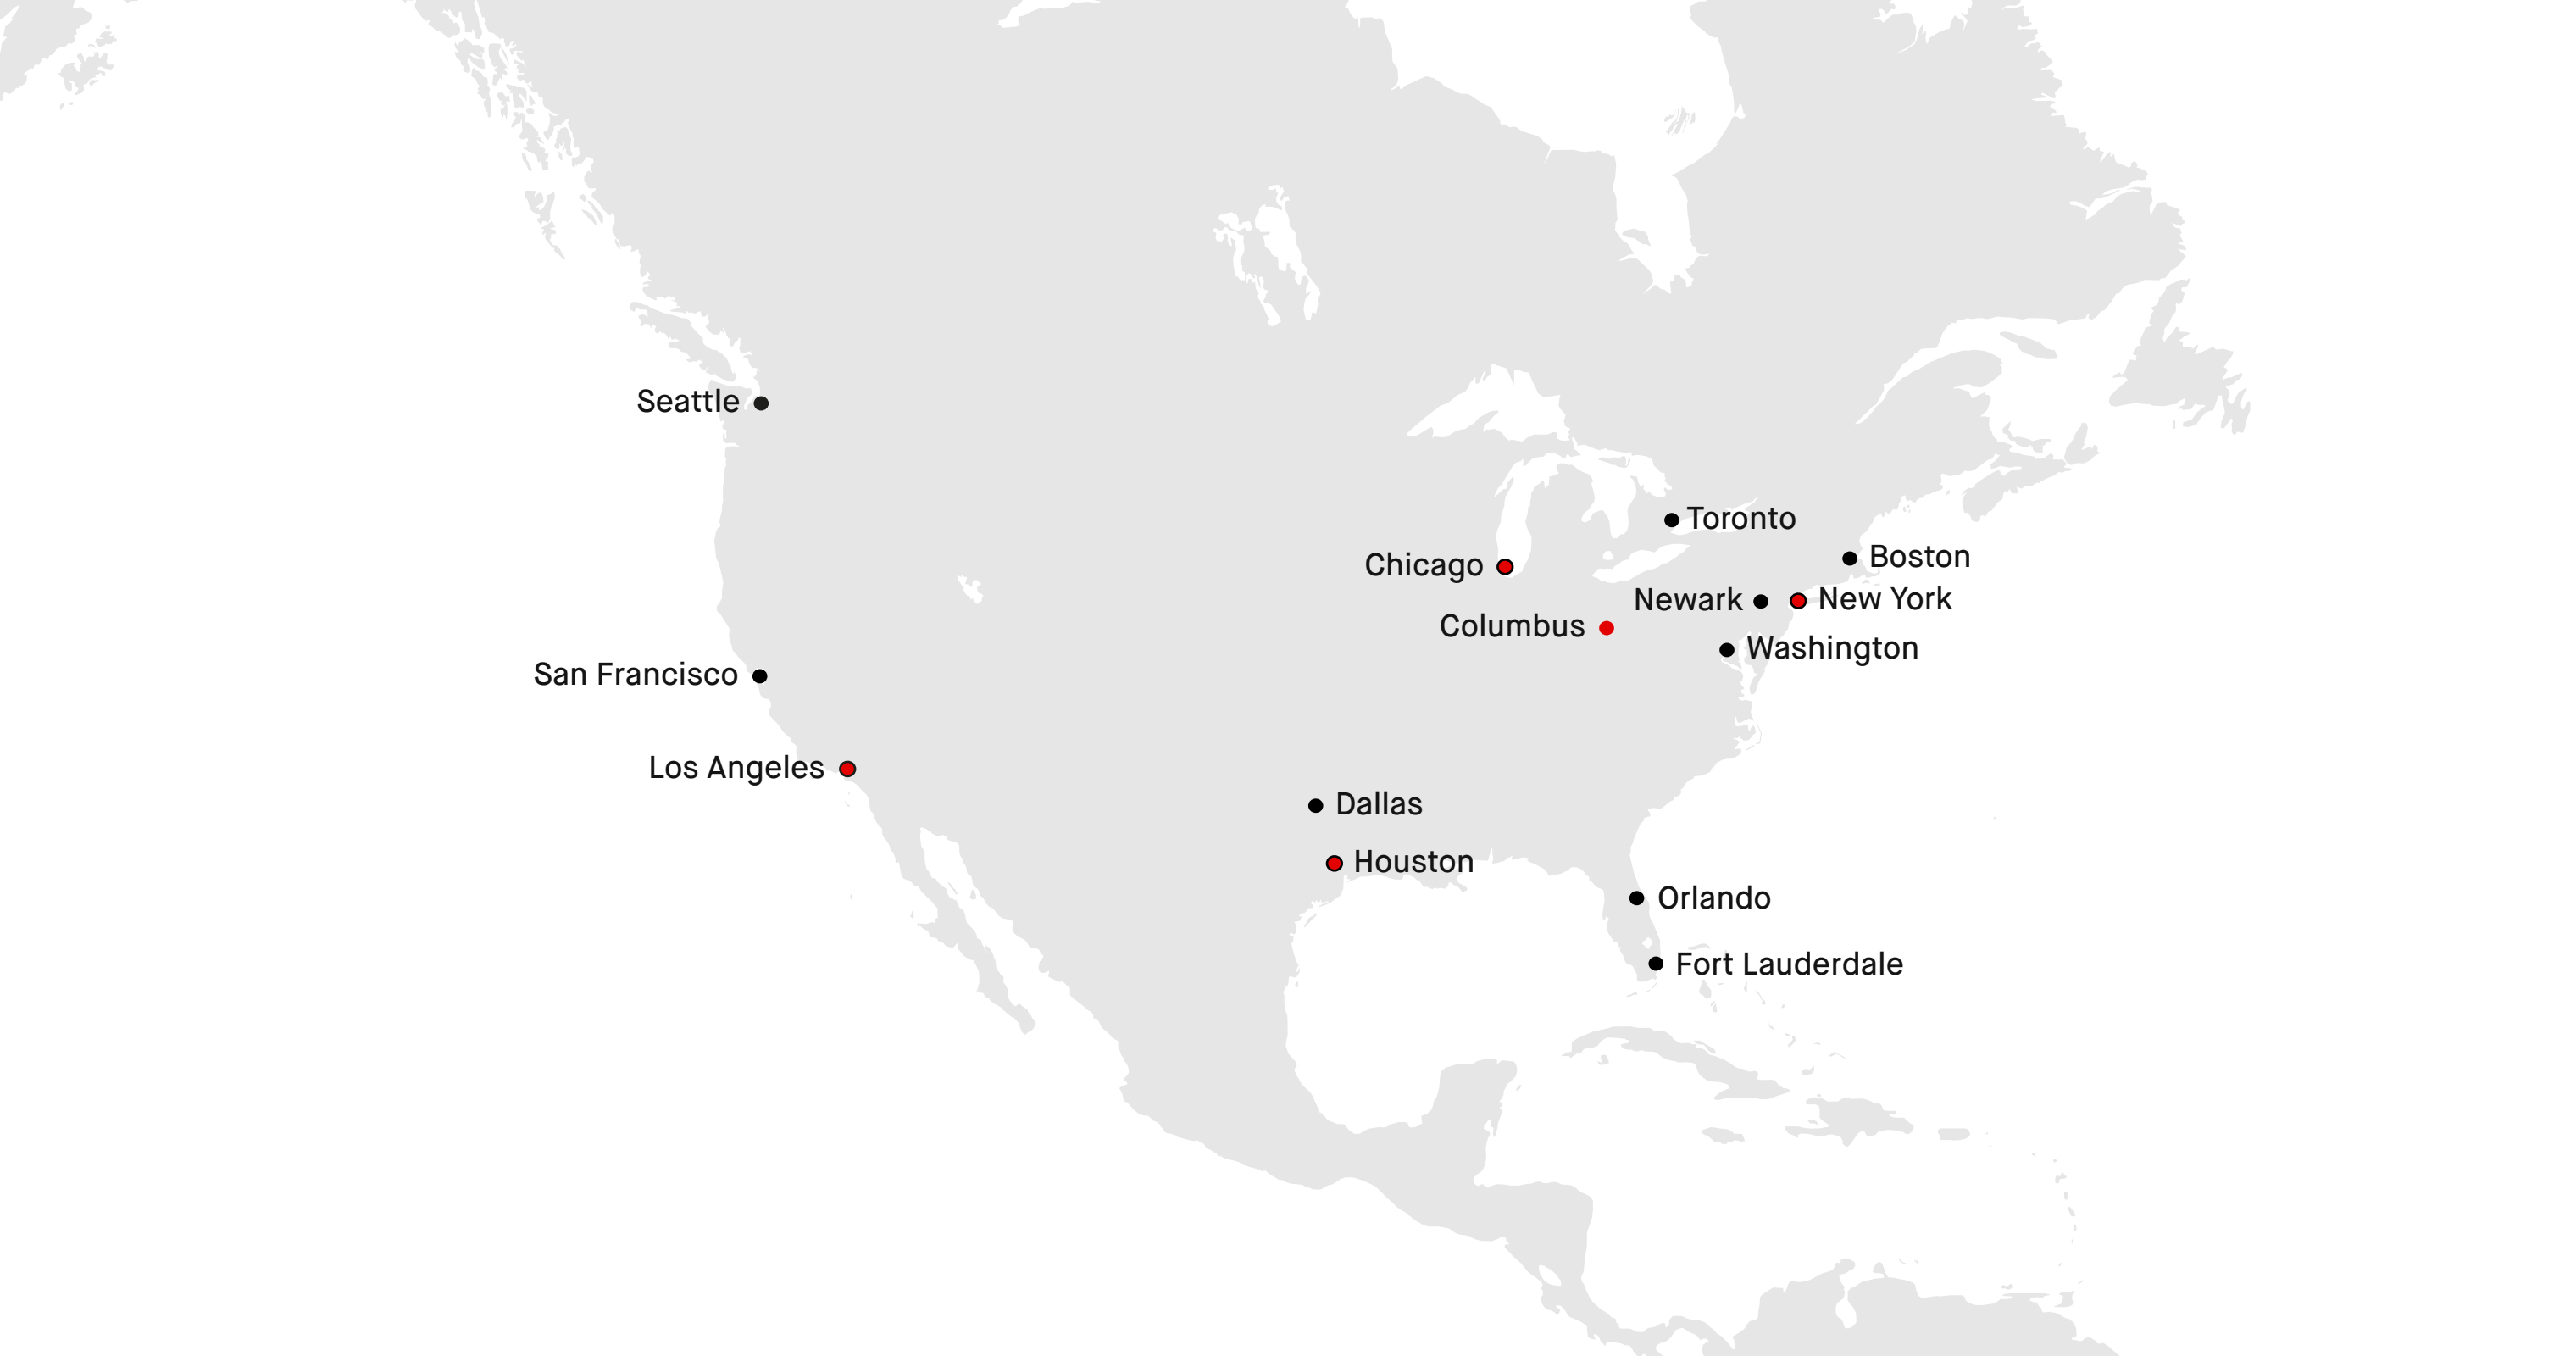 Seattle
Toronto
Boston
Chicago
Newark
New York
Columbus
Washington
San Francisco
Los Angeles
Dallas
Houston
Orlando
Fort Lauderdale